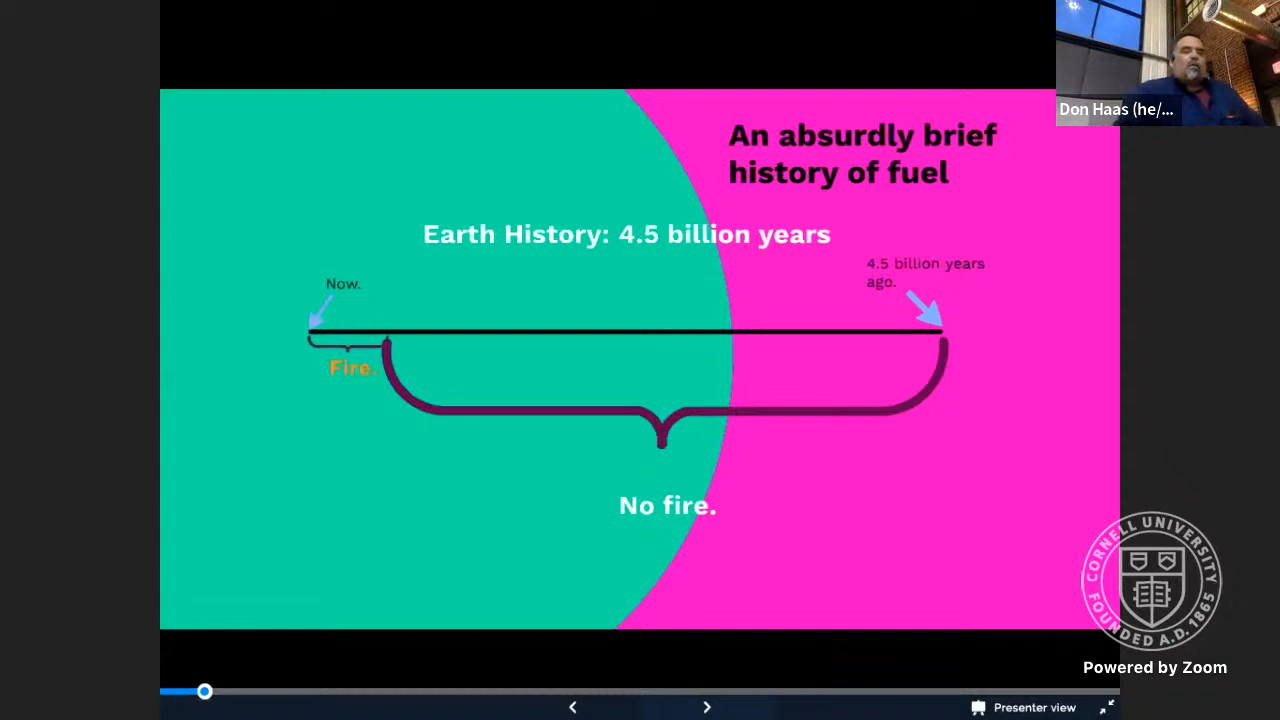 Don Haas (he/...
An absurdly brief
history of fuel
Earth History: 4.5 billion years
4.5 billion years
ago.
Now.
Fire.
No fire.
CORNELL UNIVERSITY
FOUNDED A.D. 1865
Powered by Zoom
Presenter view